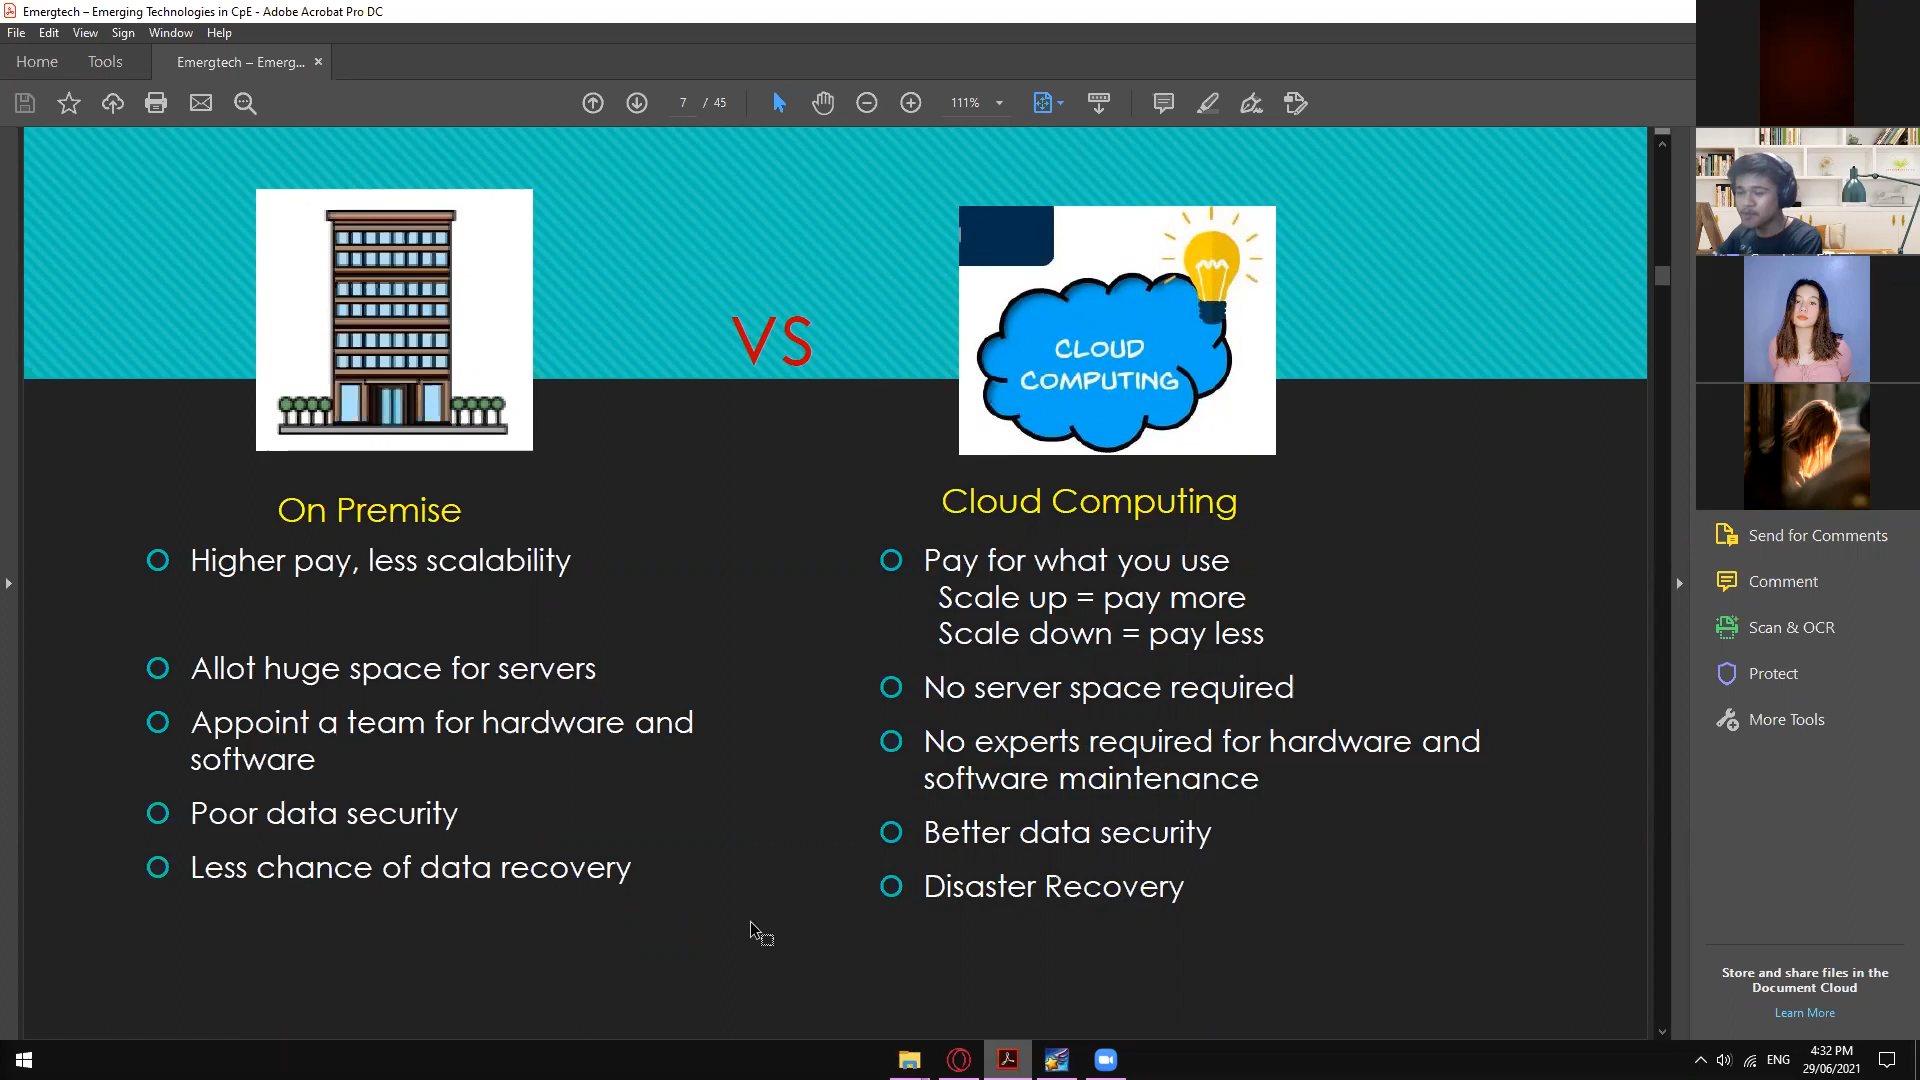 Emergtech – Emerging Technologies in CpE - Adobe Acrobat Pro DC
File Edit View Sign Window Help
Home Tools Emergtech – Emerg... ×
7 / 45 111%
VS
CLOUD
COMPUTING
On Premise
Higher pay, less scalability
Allot huge space for servers
Appoint a team for hardware and
software
Poor data security
Less chance of data recovery
Cloud Computing
Pay for what you use
Scale up = pay more
Scale down = pay less
No server space required
No experts required for hardware and
software maintenance
Better data security
Disaster Recovery
Send for Comments
Comment
Scan & OCR
Protect
More Tools
Store and share files in the
Document Cloud
Learn More
ENG
4:32 PM
29/06/2021